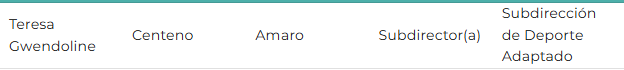 Teresa
Gwendoline
Centeno
Amaro
Subdirector(a)
Subdirección
de Deporte
Adaptado